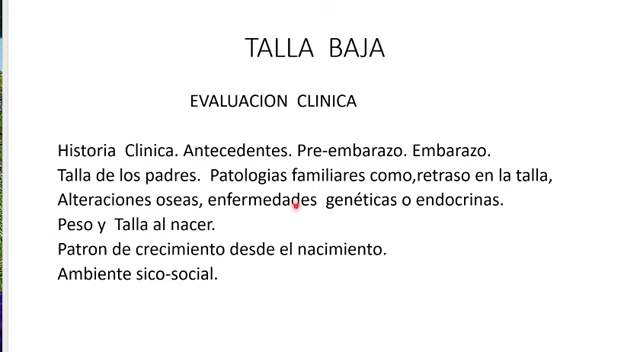 TALLA BAJA
EVALUACION CLINICA
Historia Clinica. Antecedentes. Pre-embarazo. Embarazo.
Talla de los padres. Patologias familiares como,retraso en la talla,
Alteraciones oseas, enfermedades genéticas o endocrinas.
Peso y Talla al nacer.
Patron de crecimiento desde el nacimiento.
Ambiente sico-social.